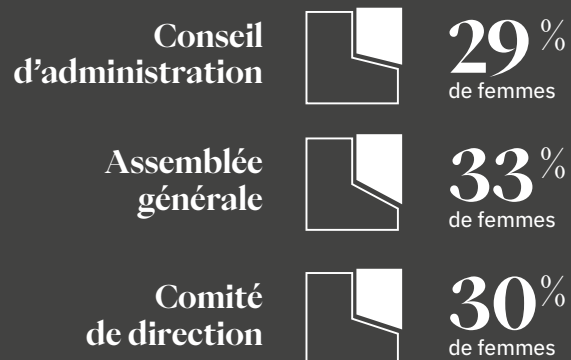 Conseil
d’administration
29 %
de femmes
Assemblée
générale
33 %
de femmes
Comité
de direction
30 %
de femmes